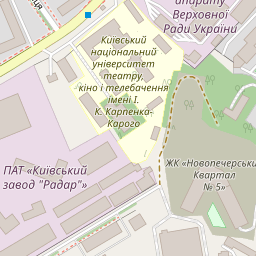 апарату
Верховної
Ради України
Київський
національний
університет
театру,
кіно і телебачення
імені І.
К. Карпенка-
Карого
ПАТ «Київський
завод "Радар"»
ЖК «Новопечерськ
Квартал
№ 5»